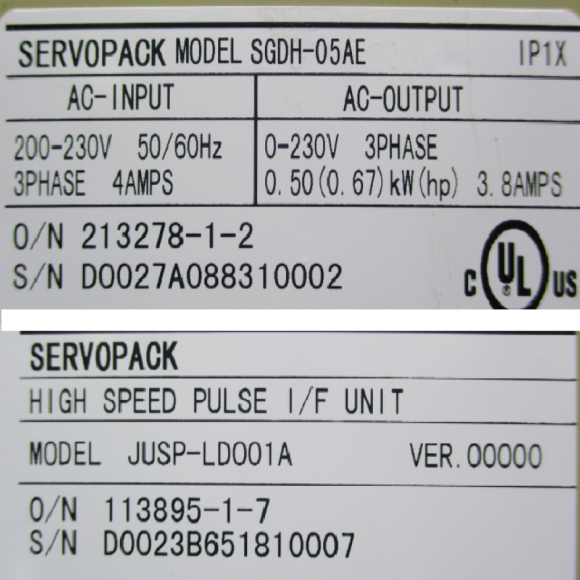 SERVOPACK MODEL SGDH-05AE IP1X
AC-INPUT AC-OUTPUT
200-230V 50/60Hz 0-230V 3PHASE
3PHASE 4AMPS 0.50(0.67)kW(hp) 3.8AMPS
O/N 213278-1-2
S/N D0027A088310002
C UL US
SERVOPACK
HIGH SPEED PULSE I/F UNIT
MODEL JUSP-LD001A VER.00000
O/N 113895-1-7
S/N D0023B651810007